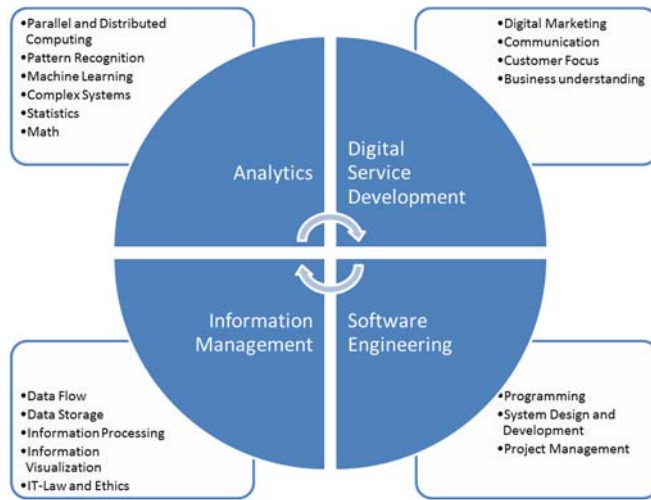 •Parallel and Distributed
Computing
•Pattern Recognition
•Machine Learning
•Complex Systems
•Statistics
•Math
•Digital Marketing
•Communication
•Customer Focus
•Business understanding
Analytics
Digital
Service
Development
Information
Management
Software
Engineering
•Data Flow
•Data Storage
•Information Processing
•Information
Visualization
•IT-Law and Ethics
•Programming
•System Design and
Development
•Project Management